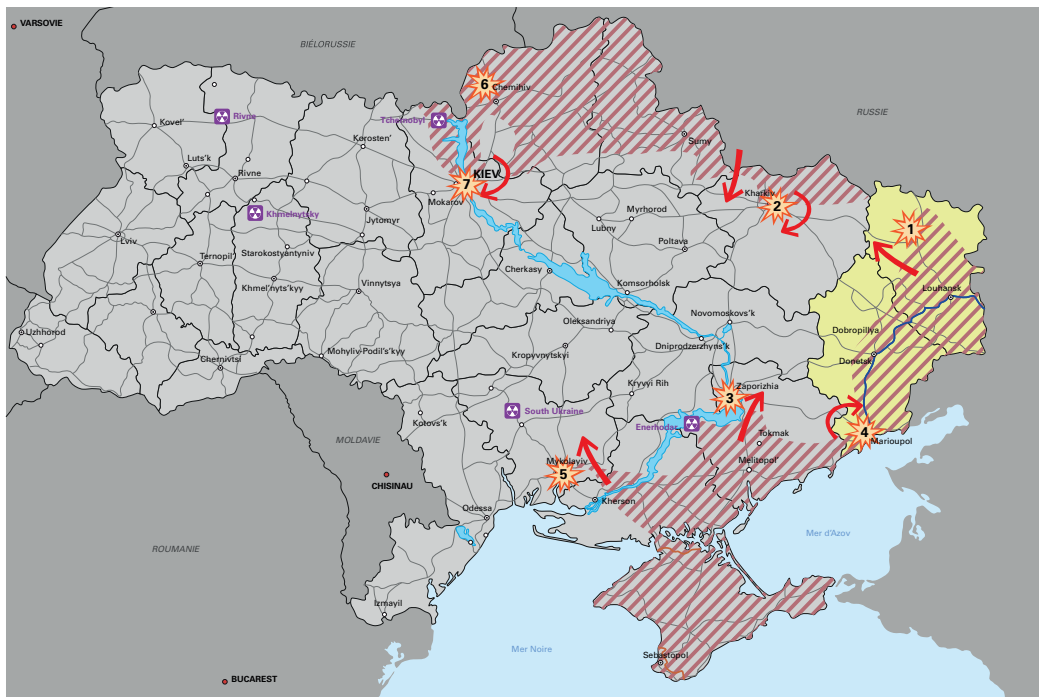 VARSOVIE
BIÉLORUSSIE
RUSSIE
6
Chernihiv
Kovel'
Rivne
Tchernobyl
Korosten'
Sumy
Luts'k
Rivne
KIEV
7
Mokarov
Kharkiv
2
Khmelnytsky
Jytomyr
Myrhorod
Lubny
1
Lviv
Ternopil'
Starokostyantyniv
Poltava
Cherkasy
Khmel'nyts'kyy
Vinnytsya
Komsorholsk
Louhansk
Uzhhorod
Oleksandriya
Novomoskovs'k
Dobropillya
Chernivtsi
Mohyliv-Podil's'kyy
Kropyvnytskyi
Dniprodzerzhyns'k
Donetsk
Kryvyi Rih
3
Zaporizhia
South Ukraine
Kotovs'k
Enerhodar
Tokmak
4
Marioupol
MOLDAVIE
Mykolayiv
5
Melitopol'
CHISINAU
Kherson
Odessa
Mer d'Azov
ROUMANIE
Izmayil
Mer Noire
Sebastopol
BUCAREST